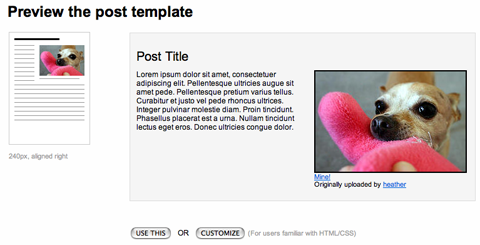 Preview the post template
240px, aligned right
Post Title
Lorem ipsum dolor sit amet, consectetuer
adipiscing elit. Pellentesque ultricies augue sit
amet pede. Pellentesque pretium varius tellus.
Curabitur et justo vel pede rhoncus ultrices.
Integer pulvinar molestie diam. Proin tincidunt.
Phasellus placerat est a urna. Nullam tincidunt
lectus eget eros. Donec ultricies congue dolor.
Mine!
Originally uploaded by heather
USE THIS OR CUSTOMIZE (For users familiar with HTML/CSS)